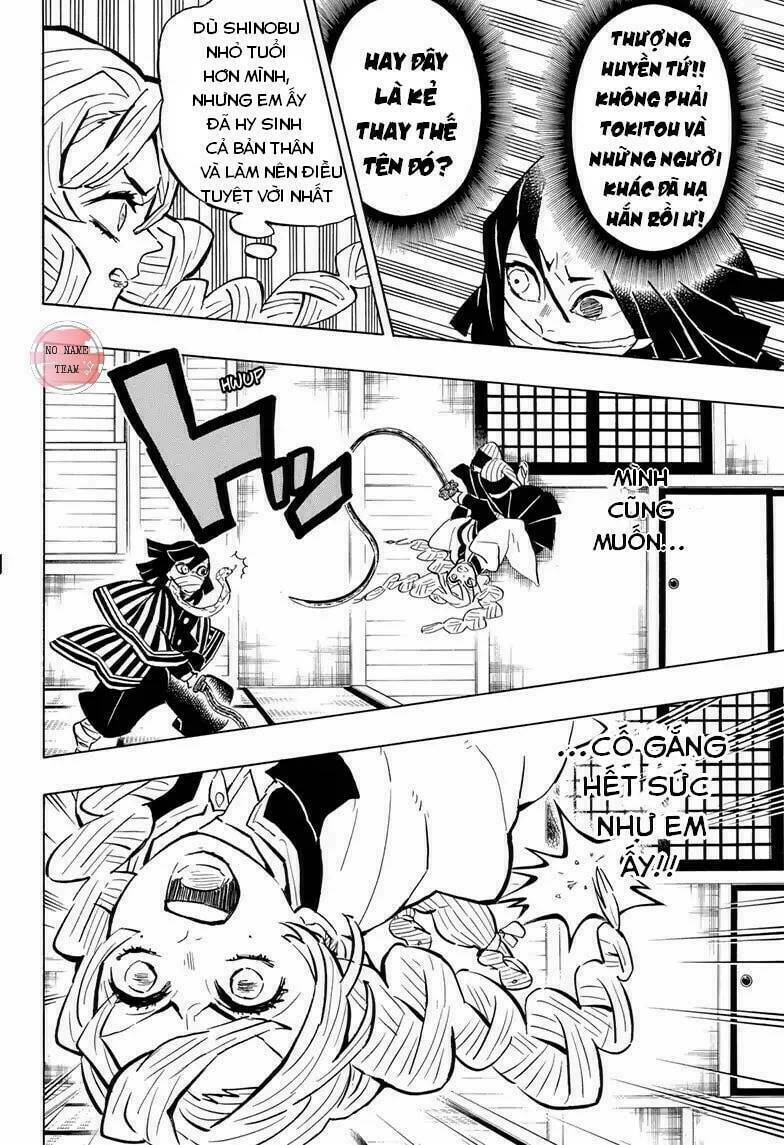 THƯỢNG
HUYỀN TỨ!!
KHÔNG PHẢI
TOKITOU VÀ
NHỮNG NGƯỜI
KHÁC ĐÃ HẠ
HẮN RỒI Ư!
HAY ĐÂY
LÀ KẺ
THAY THẾ
TÊN ĐÓ?
DÙ SHINOBU
NHỎ TUỔI
HƠN MÌNH,
NHƯNG EM ẤY
ĐÃ HY SINH
CẢ BẢN THÂN
VÀ LÀM NÊN ĐIỀU
TUYỆT VỜI NHẤT
NO NAME
TEAM
HWUP
ドッ
MÌNH
CŨNG
MUỐN...
...CỐ GẮNG
HẾT SỨC
NHƯ EM
ẤY!!